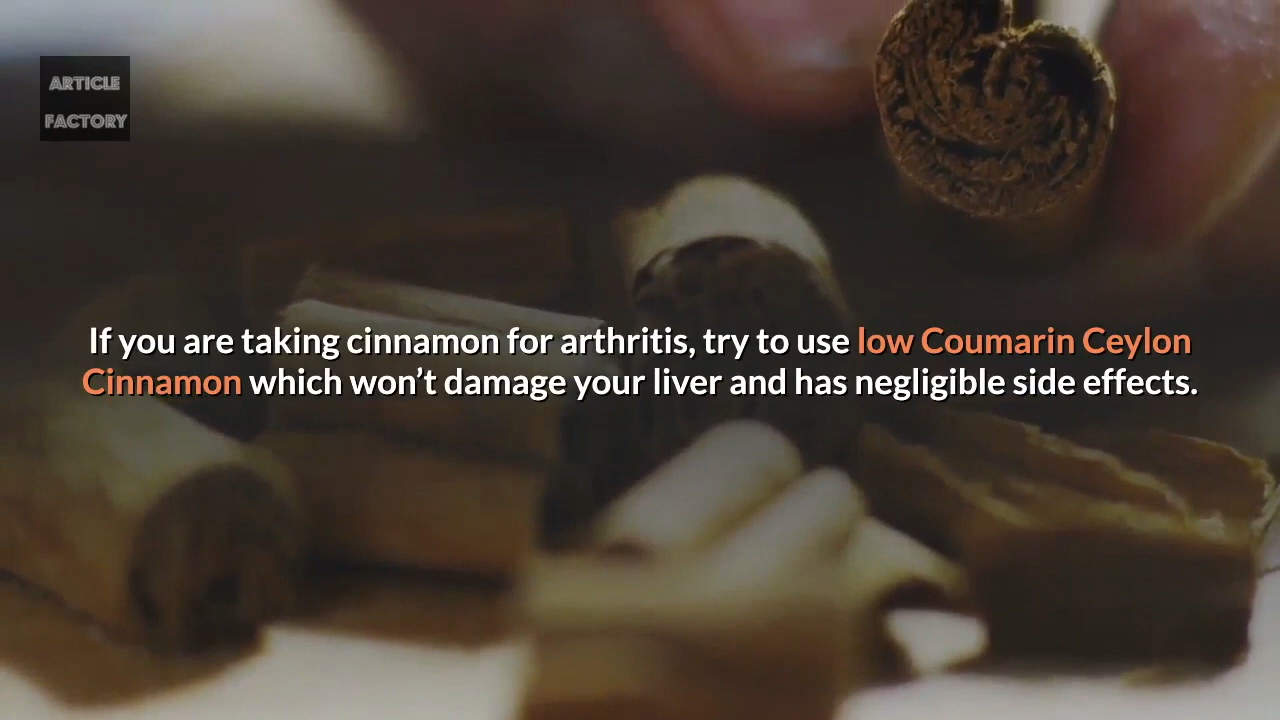 ARTICLE
FACTORY
If you are taking cinnamon for arthritis, try to use low Coumarin Ceylon
Cinnamon which won’t damage your liver and has negligible side effects.